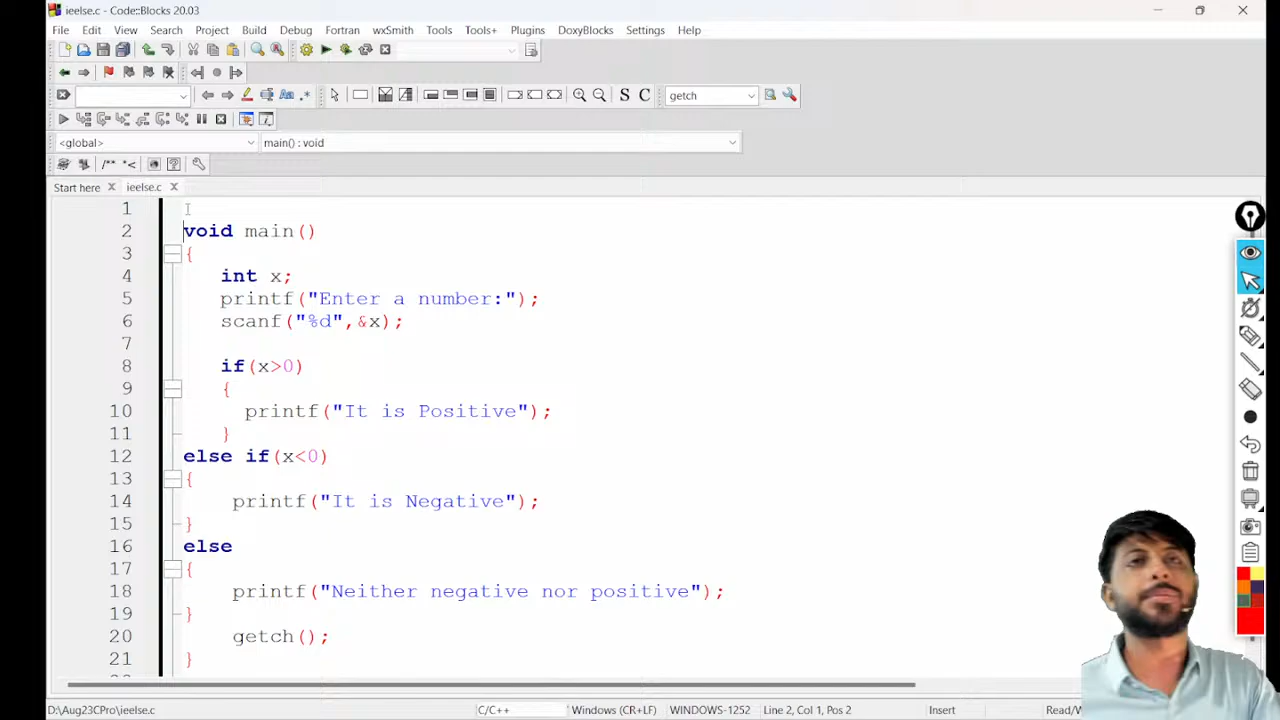 ieelse.c - Code::Blocks 20.03
File Edit View Search Project Build Debug Fortran wxSmith Tools Tools+ Plugins DoxyBlocks Settings Help
getch
<global> main() : void
/** *<
Start here ieelse.c
1
2 void main()
3 {
4 int x;
5 printf("Enter a number:");
6 scanf("%d",&x);
7
8 if(x>0)
9 {
10 printf("It is Positive");
11 }
12 else if(x<0)
13 {
14 printf("It is Negative");
15 }
16 else
17 {
18 printf("Neither negative nor positive");
19 }
20 getch();
21 }
D:\Aug23CPro\ieelse.c C/C++ Windows (CR+LF) WINDOWS-1252 Line 2, Col 1, Pos 2 Insert Read/W